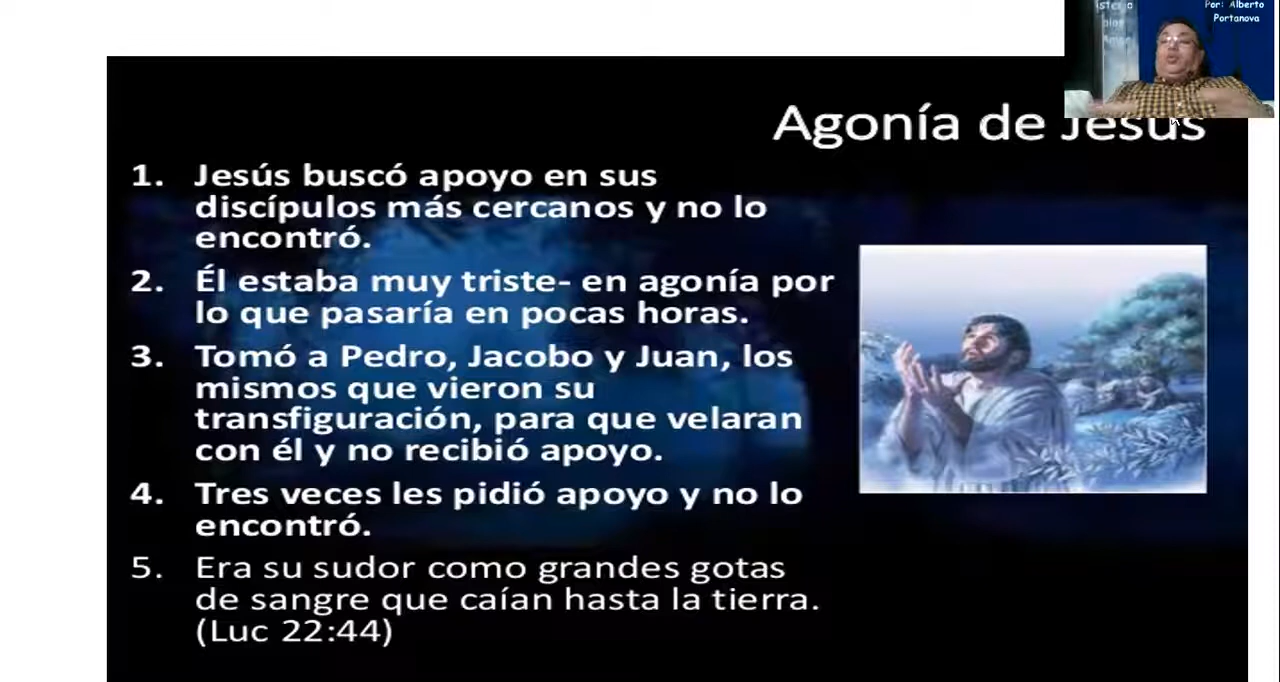 Por: Alberto
Portanova
Agonía de Jesús
1. Jesús buscó apoyo en sus
discípulos más cercanos y no lo
encontró.
2. Él estaba muy triste- en agonía por
lo que pasaría en pocas horas.
3. Tomó a Pedro, Jacobo y Juan, los
mismos que vieron su
transfiguración, para que velaran
con él y no recibió apoyo.
4. Tres veces les pidió apoyo y no lo
encontró.
5. Era su sudor como grandes gotas
de sangre que caían hasta la tierra.
(Luc 22:44)